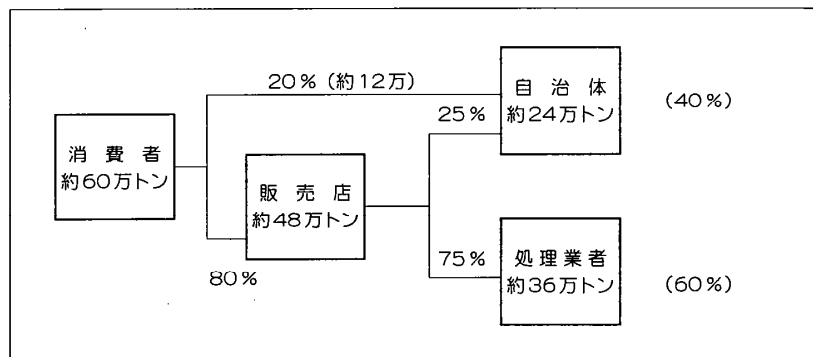 20%（約12万）
自治体
約24万トン
(40%)
25%
消費者
約60万トン
販売店
約48万トン
80%
75%
処理業者
約36万トン
(60%)